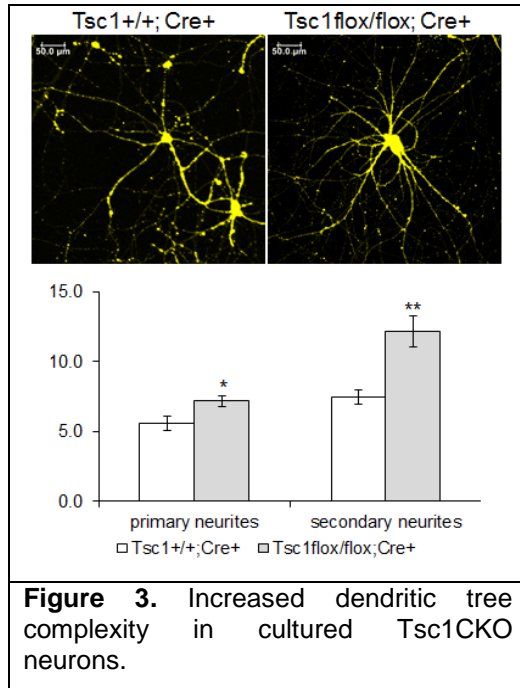 Tsc1+/+; Cre+ Tsc1flox/flox; Cre+
50.0 µm 50.0 µm
15.0
**
10.0
*
5.0
0.0
primary neurites secondary neurites
□Tsc1+/+;Cre+ □Tsc1flox/flox;Cre+
Figure 3. Increased dendritic tree
complexity in cultured Tsc1CKO
neurons.